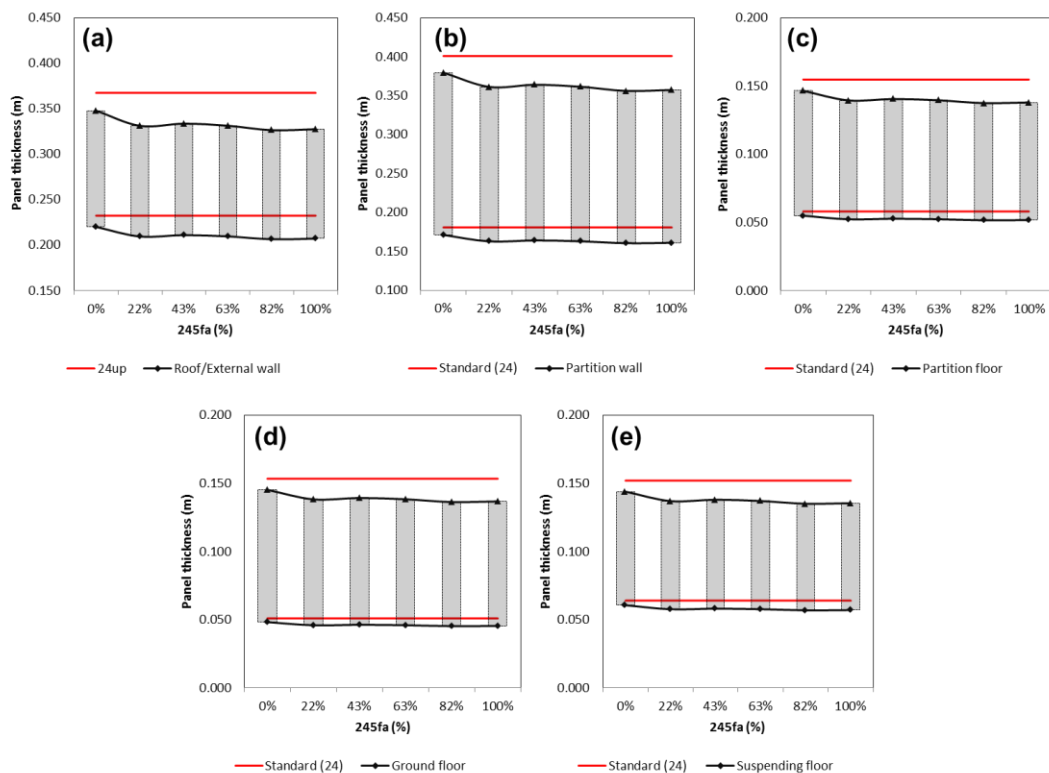 (a)
Panel thickness (m)
0.450
0.400
0.350
0.300
0.250
0.200
0.150
0% 22% 43% 63% 82% 100%
245fa (%)
24up Roof/External wall
(b)
Panel thickness (m)
0.450
0.400
0.350
0.300
0.250
0.200
0.150
0.100
0% 22% 43% 63% 82% 100%
245fa (%)
Standard (24) Partition wall
(c)
Panel thickness (m)
0.200
0.150
0.100
0.050
0.000
0% 22% 43% 63% 82% 100%
245fa (%)
Standard (24) Partition floor
(d)
Panel thickness (m)
0.200
0.150
0.100
0.050
0.000
0% 22% 43% 63% 82% 100%
245fa (%)
Standard (24) Ground floor
(e)
Panel thickness (m)
0.200
0.150
0.100
0.050
0.000
0% 22% 43% 63% 82% 100%
245fa (%)
Standard (24) Suspending floor